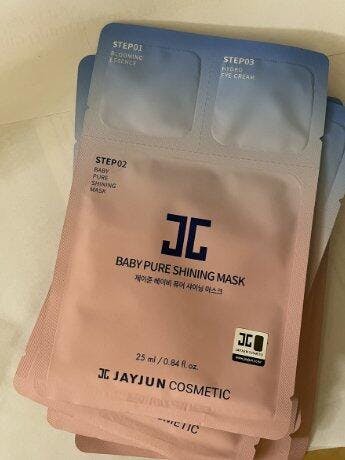 STEP01
BLOOMING
ESSENCE
STEP03
HYDRO
EYE CREAM
STEP02
BABY
PURE
SHINING
MASK
BABY PURE SHINING MASK
제이준 베이비 퓨어 샤이닝 마스크
25 ml / 0.84 fl. oz.
JAYJUN COSMETIC
COSMETIC